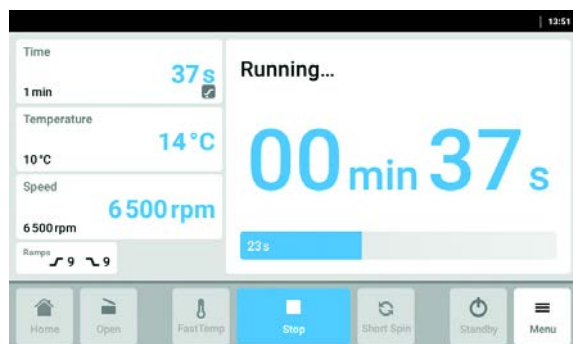 13:51
Time
37 s
1 min
Temperature
14 °C
10 °C
Speed
6 500 rpm
6 500 rpm
Ramps 9 9
Running...
00 min 37 s
23 s
Home
Open
FastTemp
Stop
Short Spin
Standby
Menu